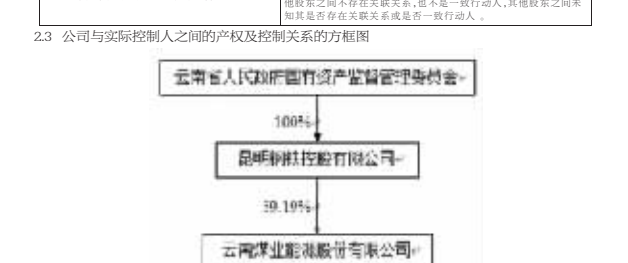 他股东之间不存在关联关系,也不是一致行动人,其他股东之间未
知其是否存在关联关系或是否一致行动人 。
2.3 公司与实际控制人之间的产权及控制关系的方框图
云南省人民政府国有资产监督管理委员会
100%
昆明钢铁控股有限公司
59.19%
云南煤业能源股份有限公司